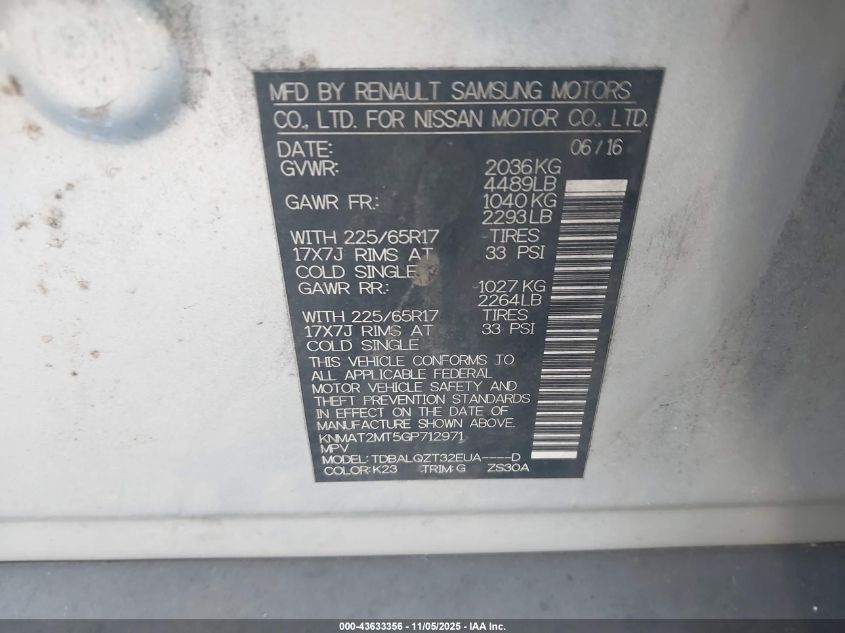 MFD BY RENAULT SAMSUNG MOTORS
CO., LTD. FOR NISSAN MOTOR CO., LTD.
DATE: 06/16
GVWR: 2036KG
4489LB
GAWR FR.: 1040KG
2293LB
WITH 225/65R17 TIRES
17X7J RIMS AT 33 PSI
COLD SINGLE
GAWR RR.: 1027KG
2264LB
WITH 225/65R17 TIRES
17X7J RIMS AT 33 PSI
COLD SINGLE
THIS VEHICLE CONFORMS TO
ALL APPLICABLE FEDERAL
MOTOR VEHICLE SAFETY AND
THEFT PREVENTION STANDARDS
IN EFFECT ON THE DATE OF
MANUFACTURE SHOWN ABOVE.
KNMAT2MT5GP712971
MPV
MODEL: TDBALQZT32EUA----D
COLOR: K23 TRIM: G ZS30A
000-43633356 - 11/05/2025 - IAA Inc.